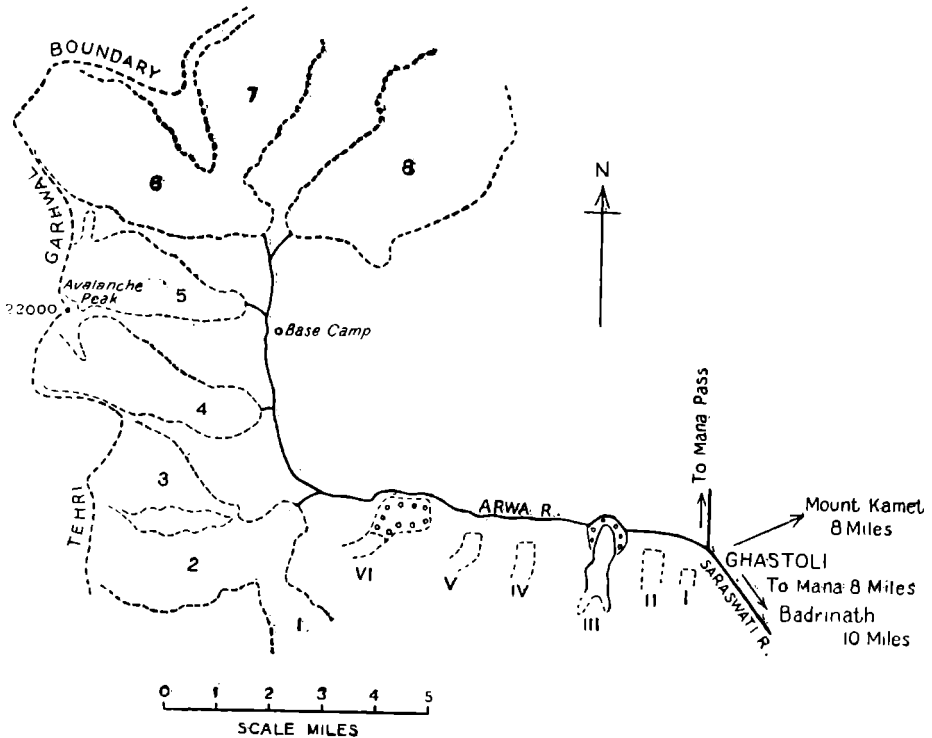 BOUNDARY
7
8
6
N
GARHWAL
Avalanche
Peak
5
22000
Base Camp
4
To Mana Pass
3
ARWA R.
Mount Kamet
8 Miles
TEHRI
GHASTOLI
2
VI
V
IV
III
II
I
SARASWATI R.
To Mana 8 Miles
Badrinath
10 Miles
1
0 1 2 3 4 5
SCALE MILES